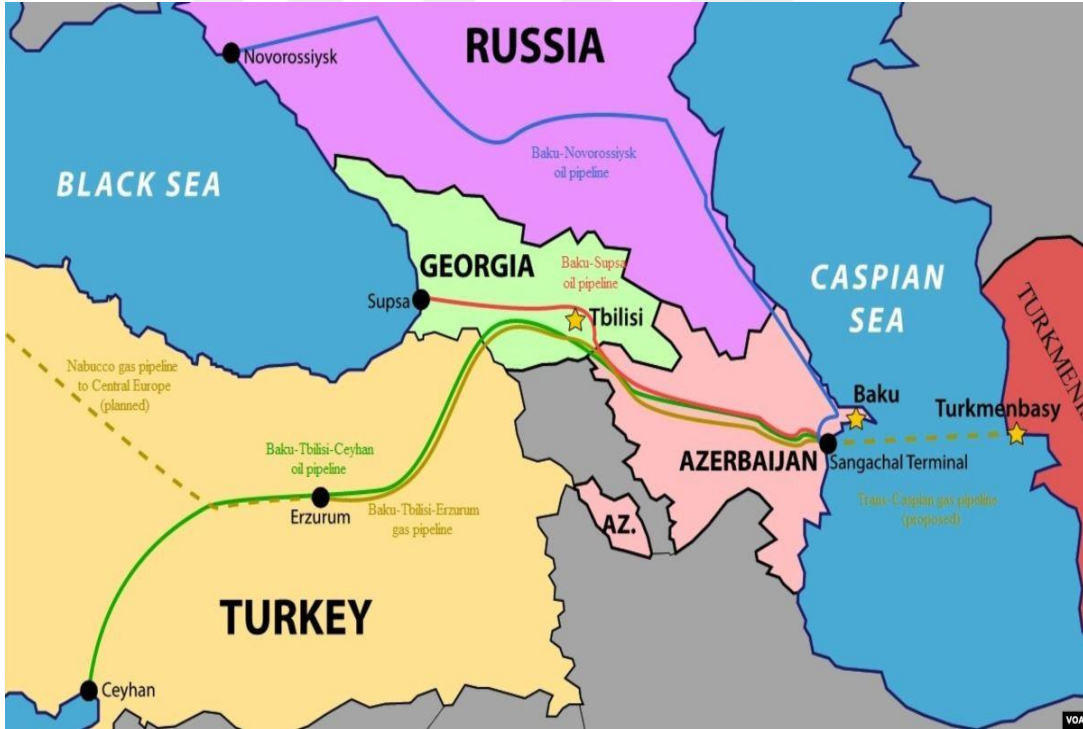 RUSSIA
Novorossiysk
Baku-Novorossiysk
oil pipeline
BLACK SEA
GEORGIA
Baku-Supsa
oil pipeline
CASPIAN
SEA
Supsa
Tbilisi
TURKMENI
Nabucco gas pipeline
to Central Europe
(planned)
Baku
Turkmenbasy
Baku-Tbilisi-Ceyhan
oil pipeline
AZERBAIJAN
Sangachal Terminal
Erzurum
Baku-Tbilisi-Erzurum
gas pipeline
Trans-Caspian gas pipeline
(proposed)
AZ.
TURKEY
Ceyhan
VOA